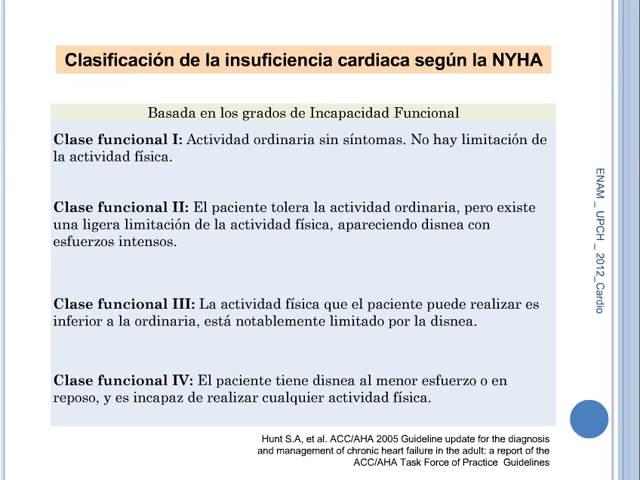 Clasificación de la insuficiencia cardiaca según la NYHA
Basada en los grados de Incapacidad Funcional
Clase funcional I: Actividad ordinaria sin síntomas. No hay limitación de
la actividad física.
Clase funcional II: El paciente tolera la actividad ordinaria, pero existe
una ligera limitación de la actividad física, apareciendo disnea con
esfuerzos intensos.
Clase funcional III: La actividad física que el paciente puede realizar es
inferior a la ordinaria, está notablemente limitado por la disnea.
Clase funcional IV: El paciente tiene disnea al menor esfuerzo o en
reposo, y es incapaz de realizar cualquier actividad física.
Hunt S.A, et al. ACC/AHA 2005 Guideline update for the diagnosis
and management of chronic heart failure in the adult: a report of the
ACC/AHA Task Force of Practice Guidelines
ENAM _ UPCH _ 2012_Cardio